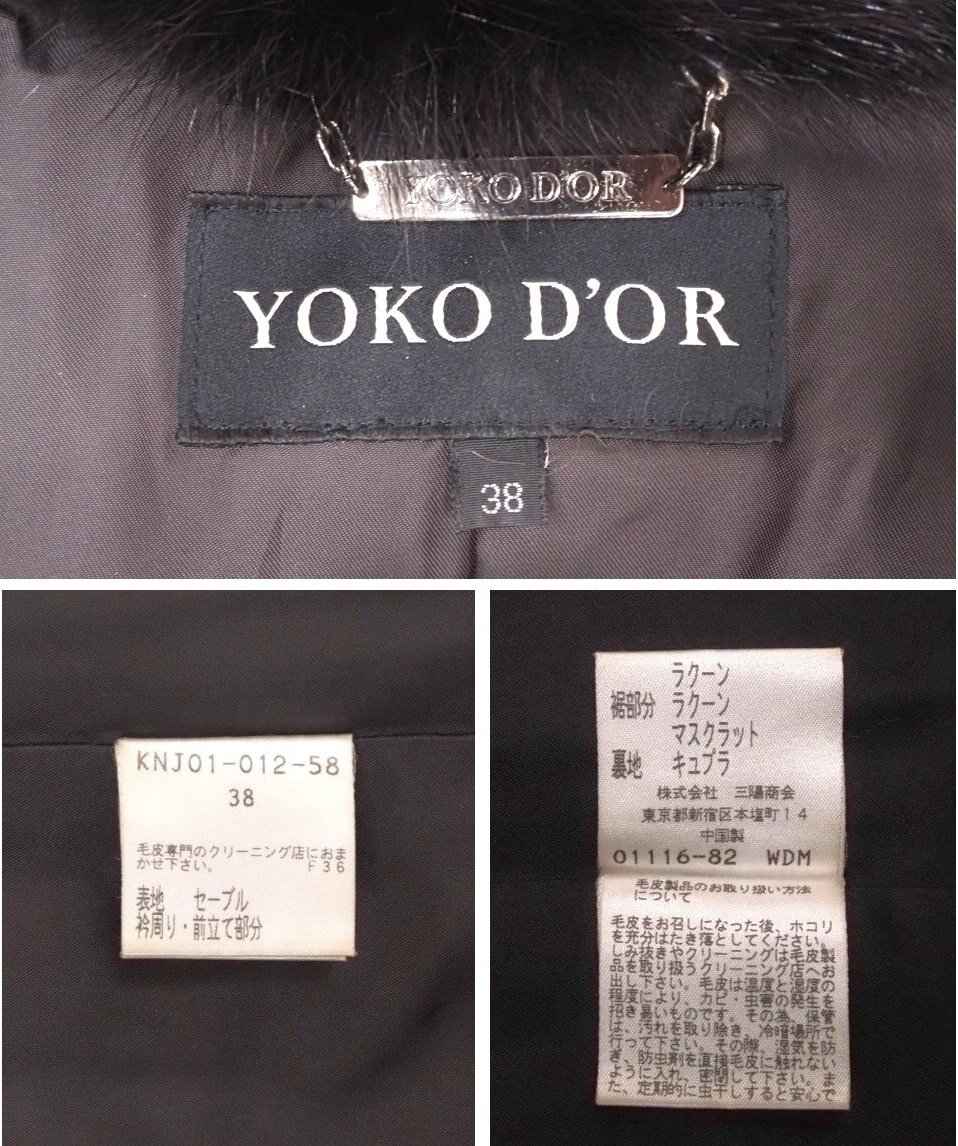 YOKO D'OR
YOKO D'OR
38
KNJ01-012-58
38
毛皮専門のクリーニング店におま
かせ下さい。 F36
表地 セーブル
衿周り・前立て部分
ラクーン
裾部分 ラクーン
マスクラット
裏地 キュプラ
株式会社 三陽商会
東京都新宿区本塩町14
中国製
01116-82 WDM
毛皮製品のお取り扱い方法
について
毛皮をお召しになった後、ホコリ
を充分はたき落としてください。
しみ抜きやクリーニングは毛皮製
品を取り扱うクリーニング店へお
出し下さい。毛皮は温度と湿度の
程度により、カビ・虫害の発生を
招き易いものです。その為、保管
は、汚れを取り除き、冷暗場所で
行って下さい。その際、湿気を防
ぎ、防虫剤を直接毛皮に触れない
ように入れ、密閉して下さい。ま
た、定期的に虫干しすると安心で